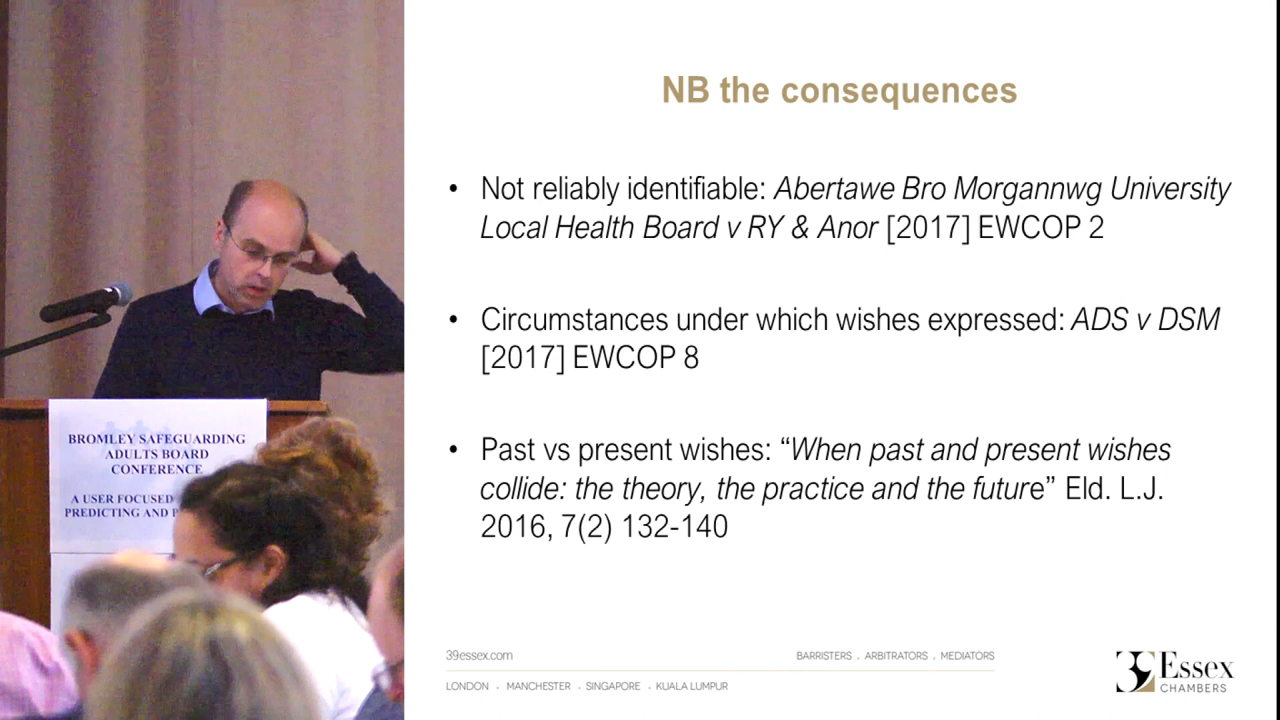 BROMLEY SAFEGUARDING
ADULTS BOARD
CONFERENCE
A USER FOCUSED
PREDICTING AND
NB the consequences
• Not reliably identifiable: Abertawe Bro Morgannwg University
Local Health Board v RY & Anor [2017] EWCOP 2
• Circumstances under which wishes expressed: ADS v DSM
[2017] EWCOP 8
• Past vs present wishes: “When past and present wishes
collide: the theory, the practice and the future” Eld. L.J.
2016, 7(2) 132-140
39essex.com
BARRISTERS . ARBITRATORS . MEDIATORS
LONDON . MANCHESTER . SINGAPORE . KUALA LUMPUR
39 Essex
CHAMBERS